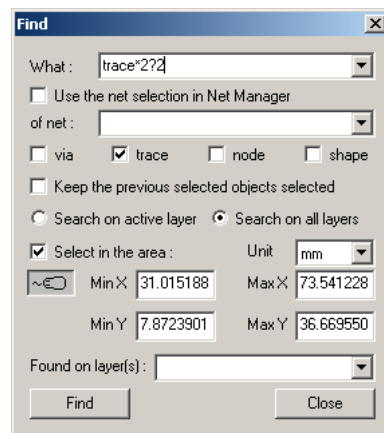 Find
What : trace*2?2
Use the net selection in Net Manager
of net :
via trace node shape
Keep the previous selected objects selected
Search on active layer Search on all layers
Select in the area : Unit mm
Min X 31.015188 Max X 73.541228
Min Y 7.8723901 Max Y 36.669550
Found on layer(s) :
Find Close